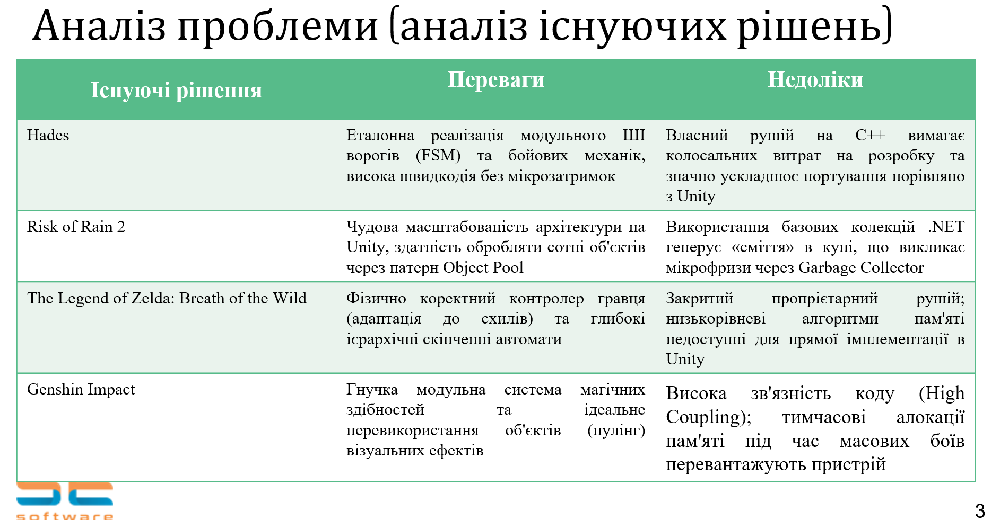 Аналіз проблеми (аналіз існуючих рішень)
Існуючі рішення
Переваги
Недоліки
Hades
Еталонна реалізація модульного ШІ
ворогів (FSM) та бойових механік,
висока швидкодія без мікрозатримок
Власний рушій на C++ вимагає
колосальних витрат на розробку та
значно ускладнює портування порівняно
з Unity
Risk of Rain 2
Чудова масштабованість архітектури на
Unity, здатність обробляти сотні об'єктів
через патерн Object Pool
Використання базових колекцій .NET
генерує «сміття» в купі, що викликає
мікрофризи через Garbage Collector
The Legend of Zelda: Breath of the Wild
Фізично коректний контролер гравця
(адаптація до схилів) та глибокі
ієрархічні скінченні автомати
Закритий пропрієтарний рушій;
низькорівневі алгоритми пам'яті
недоступні для прямої імплементації в
Unity
Genshin Impact
Гнучка модульна система магічних
здібностей та ідеальне
перевикористання об'єктів (пулінг)
візуальних ефектів
Висока зв'язність коду (High
Coupling); тимчасові алокації
пам'яті під час масових боїв
перевантажують пристрій
software
3